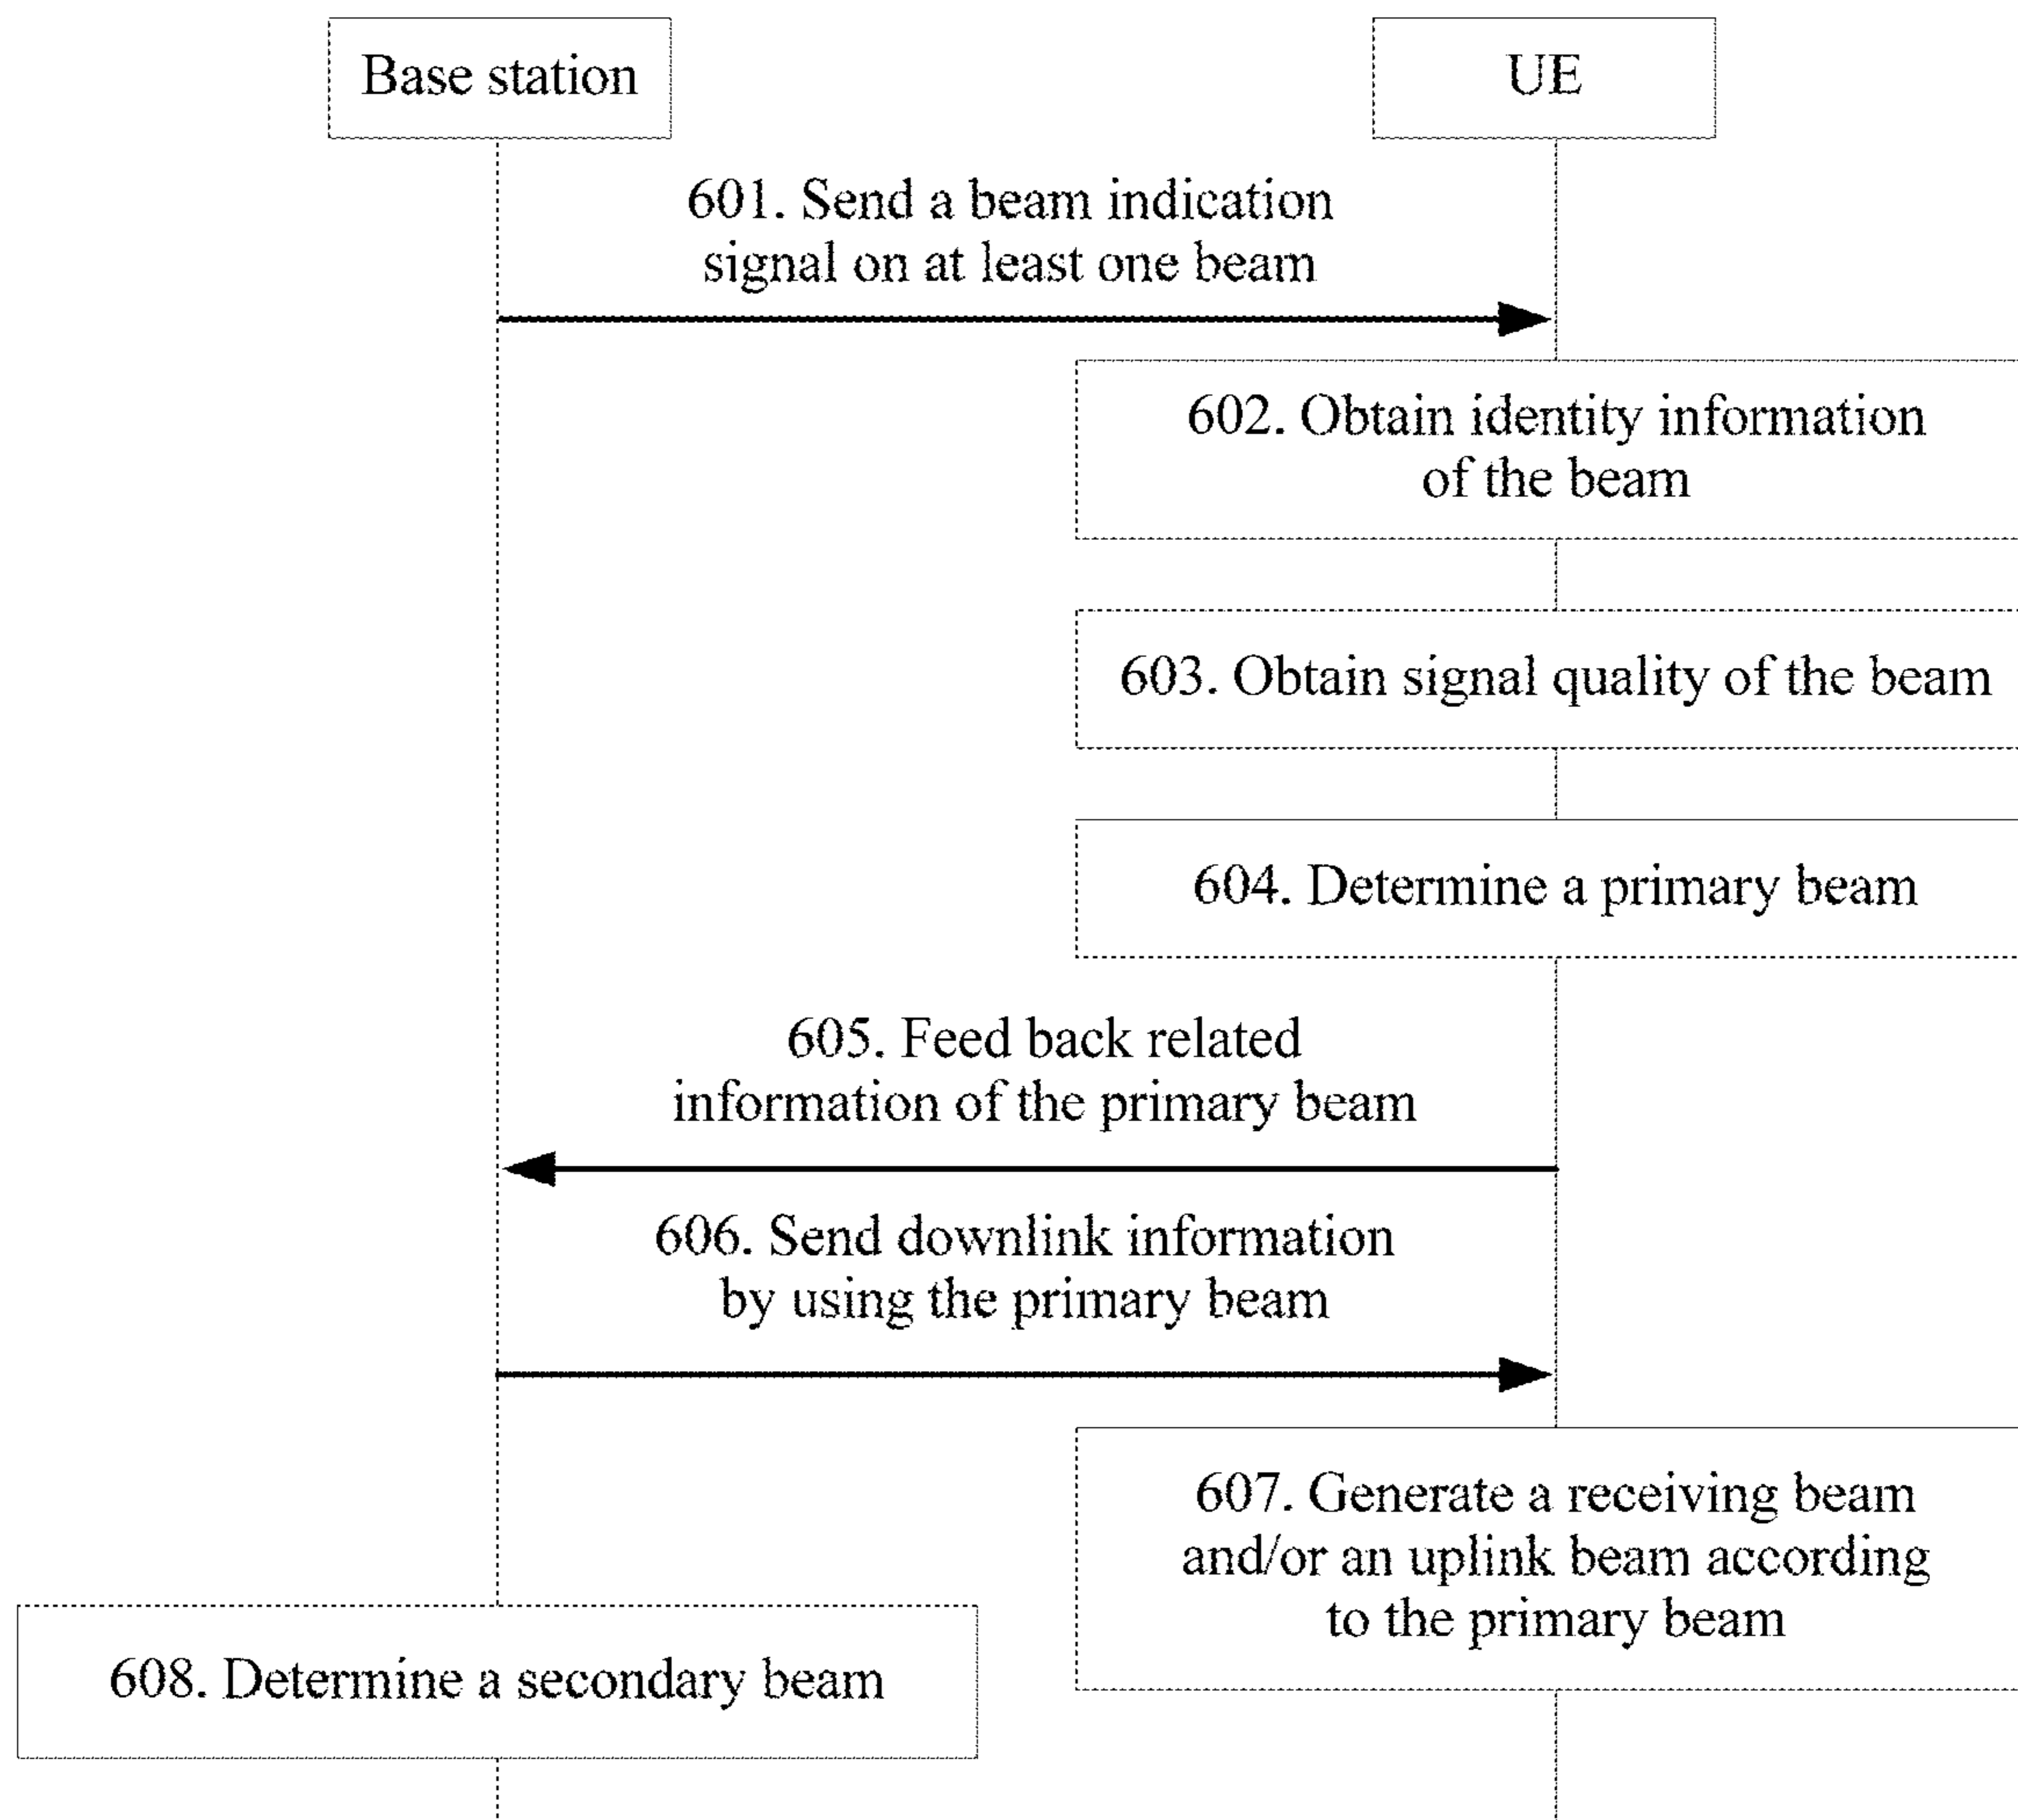 Base station
UE
601. Send a beam indication
signal on at least one beam
602. Obtain identity information
of the beam
603. Obtain signal quality of the beam
604. Determine a primary beam
605. Feed back related
information of the primary beam
606. Send downlink information
by using the primary beam
607. Generate a receiving beam
and/or an uplink beam according
to the primary beam
608. Determine a secondary beam